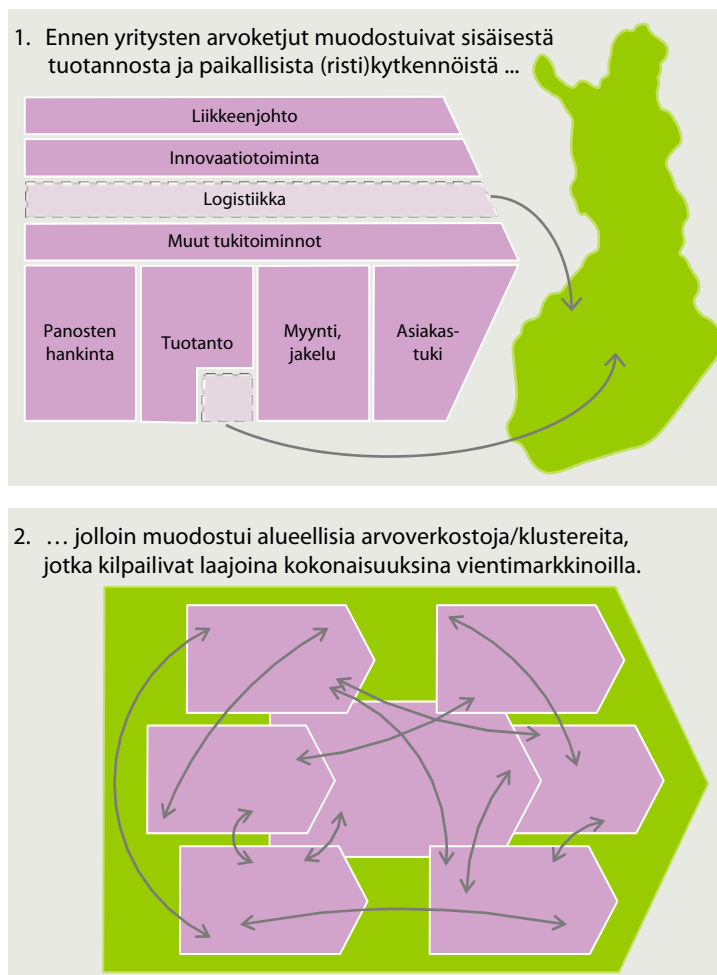 1. Ennen yritysten arvoketjut muodostuivat sisäisestä
tuotannosta ja paikallisista (risti)kytkennöistä ...
Liikkeenjohto
Innovaatiotoiminta
Logistiikka
Muut tukitoiminnot
Panosten
hankinta
Tuotanto
Myynti,
jakelu
Asiakas-
tuki
2. ... jolloin muodostui alueellisia arvoverkostoja/klustereita,
jotka kilpailivat laajoina kokonaisuuksina vientimarkkinoilla.